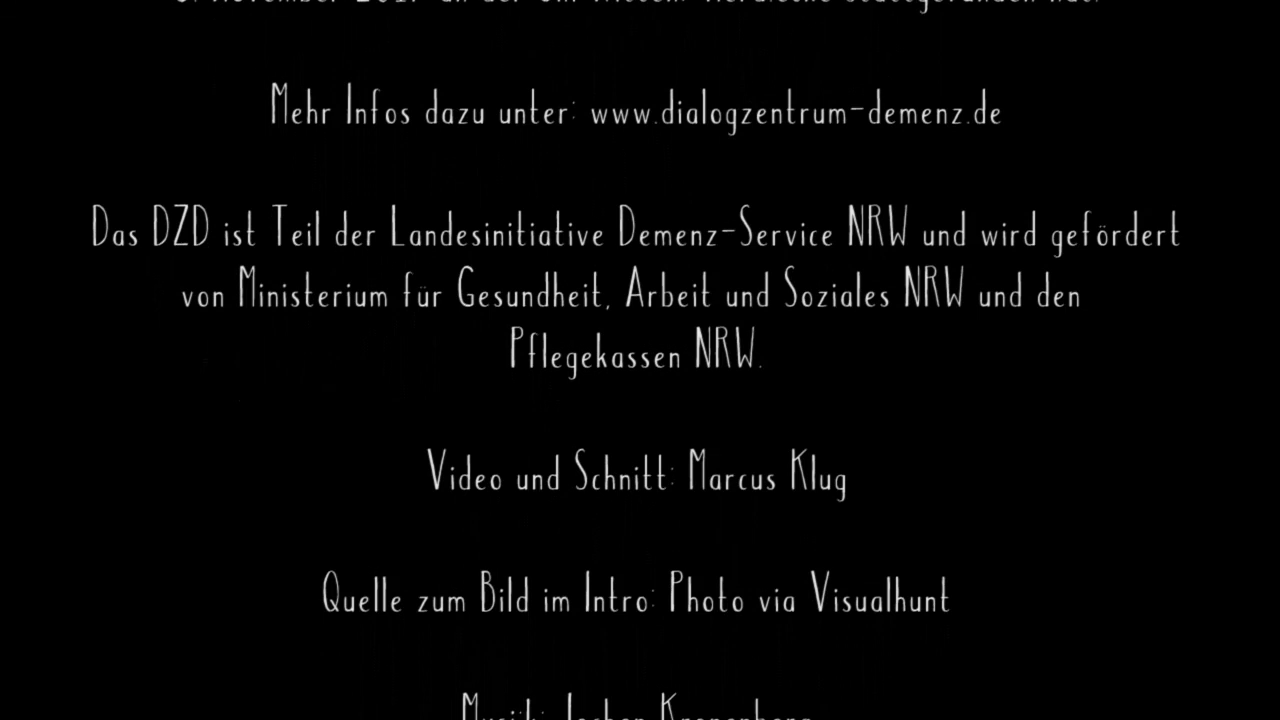 Mehr Infos dazu unter: www.dialogzentrum-demenz.de
Das DZD ist Teil der Landesinitiative Demenz-Service NRW und wird gefördert
von Ministerium für Gesundheit, Arbeit und Soziales NRW und den
Pflegekassen NRW.
Video und Schnitt: Marcus Klug
Quelle zum Bild im Intro: Photo via Visualhunt
Musik: Jochen